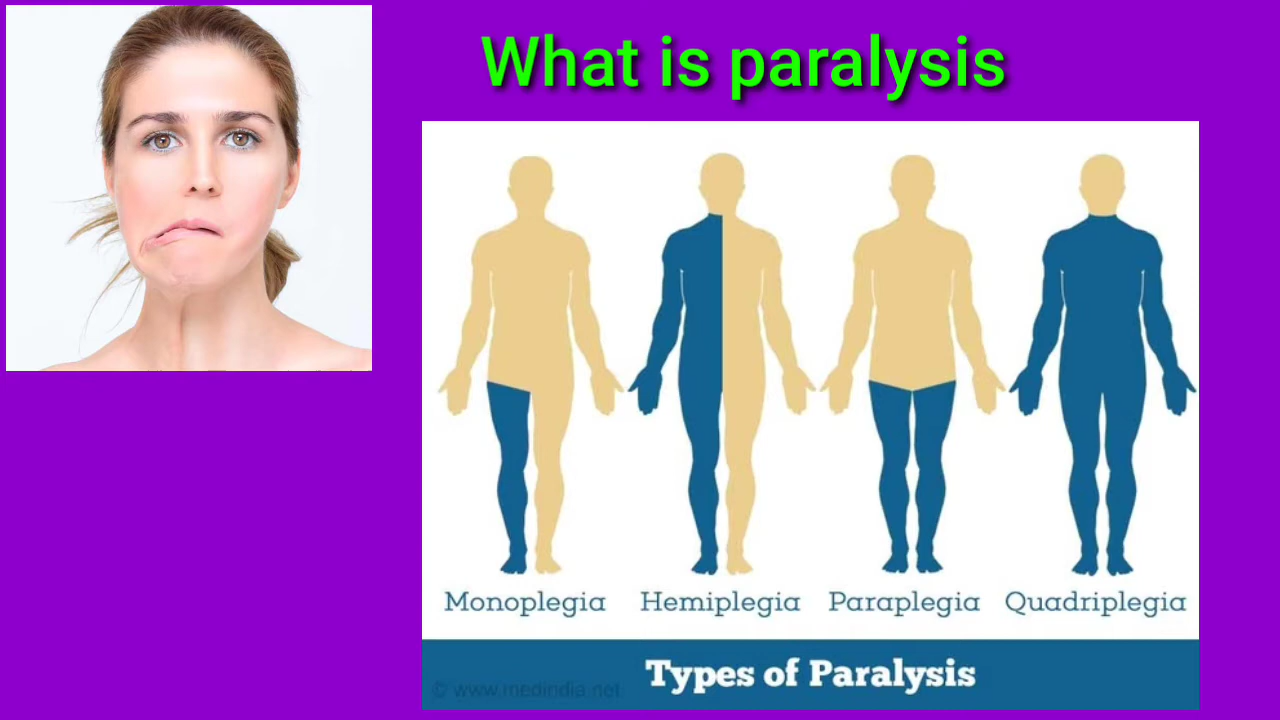 What is paralysis
Monoplegia Hemiplegia Paraplegia Quadriplegia
Types of Paralysis
© www.medindia.net